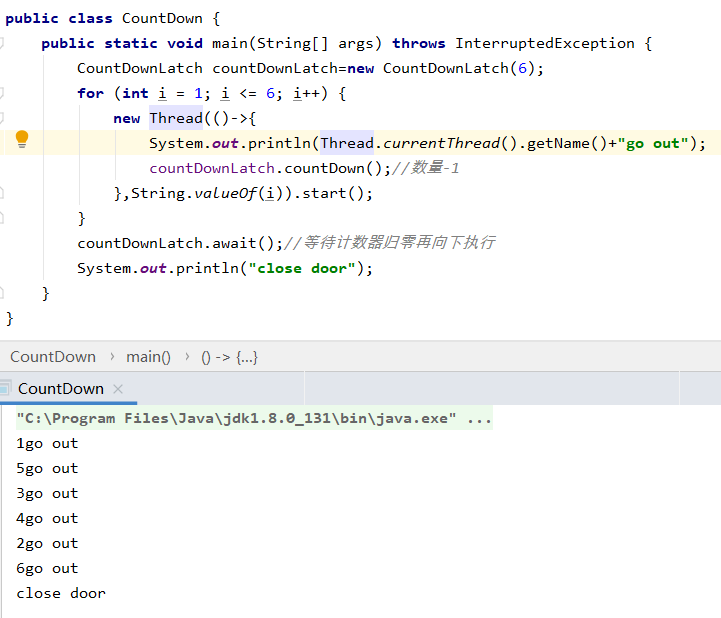 public class CountDown {
public static void main(String[] args) throws InterruptedException {
CountDownLatch countDownLatch=new CountDownLatch(6);
for (int i = 1; i <= 6; i++) {
new Thread(()->{
System.out.println(Thread.currentThread().getName()+"go out");
countDownLatch.countDown();//数量-1
},String.valueOf(i)).start();
}
countDownLatch.await();//等待计数器归零再向下执行
System.out.println("close door");
}
}
CountDown › main() › () -> {...}
CountDown ×
"C:\Program Files\Java\jdk1.8.0_131\bin\java.exe" ...
1go out
5go out
3go out
4go out
2go out
6go out
close door